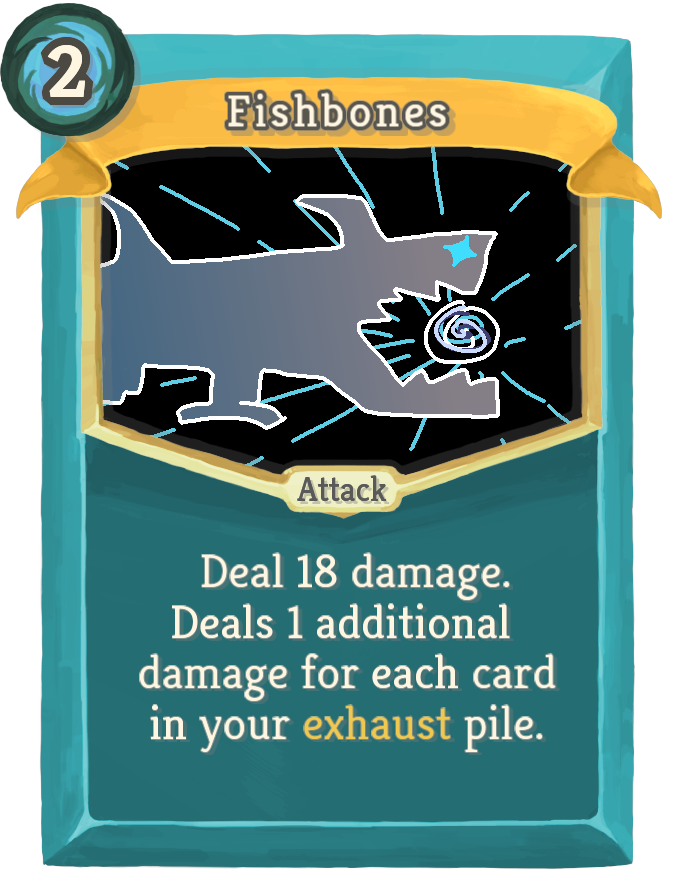 2
Fishbones
Attack
Deal 18 damage.
Deals 1 additional
damage for each card
in your exhaust pile.